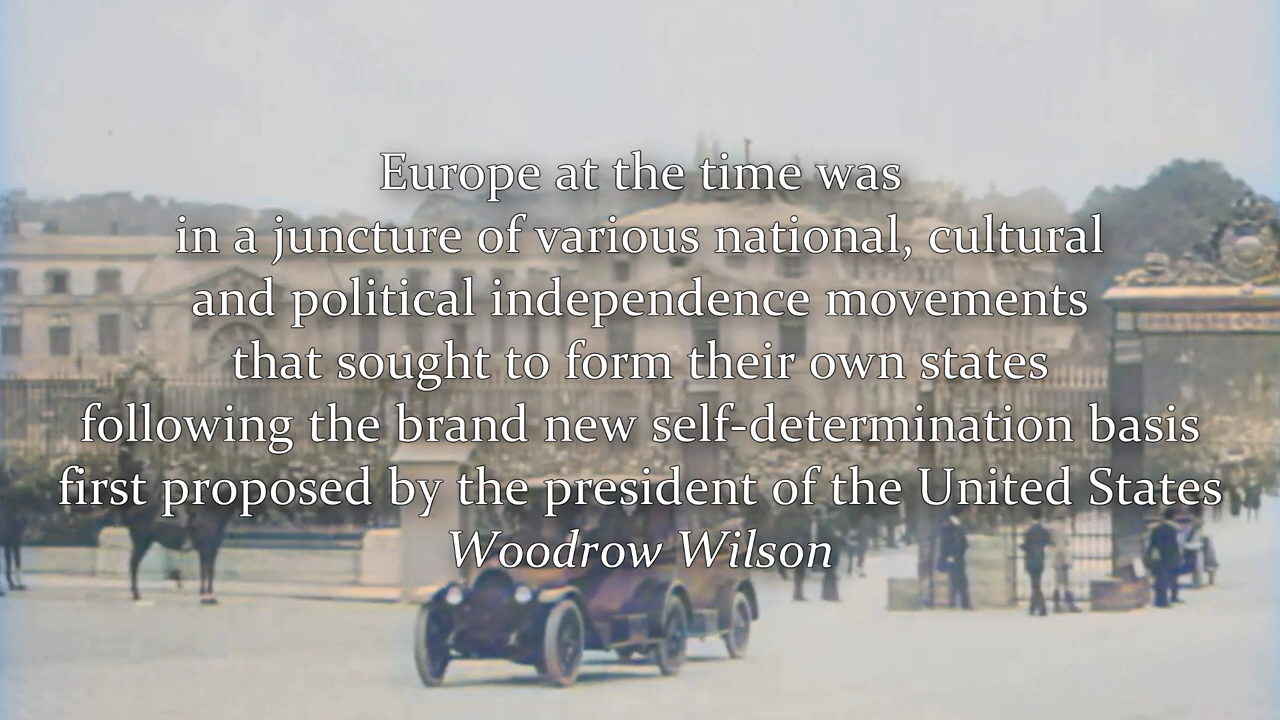 Europe at the time was
in a juncture of various national, cultural
and political independence movements
that sought to form their own states
following the brand new self-determination basis
first proposed by the president of the United States
Woodrow Wilson